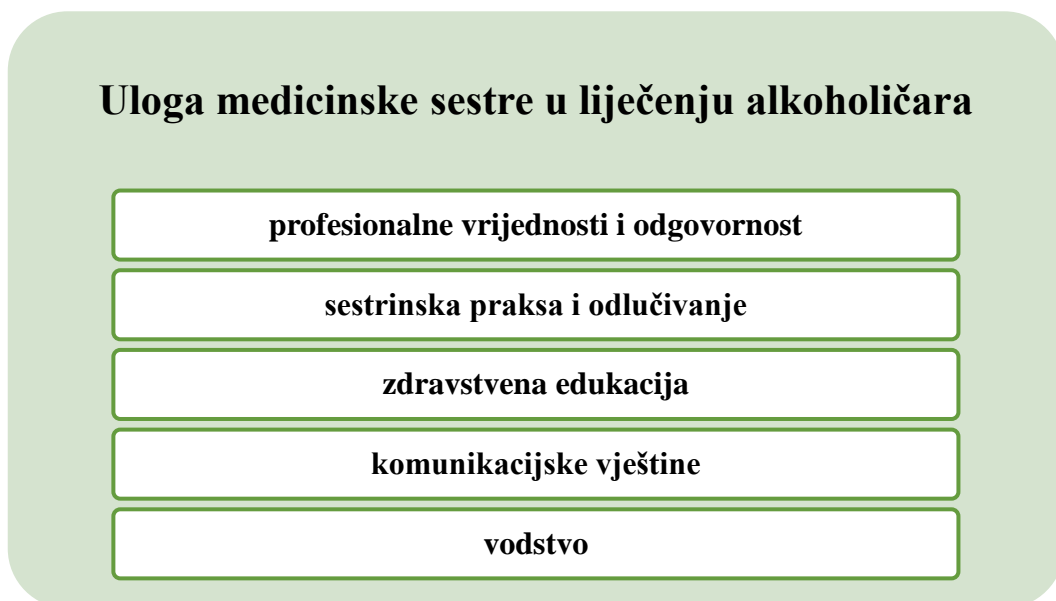 Uloga medicinske sestre u liječenju alkoholičara
profesionalne vrijednosti i odgovornost
sestrinska praksa i odlučivanje
zdravstvena edukacija
komunikacijske vještine
vodstvo